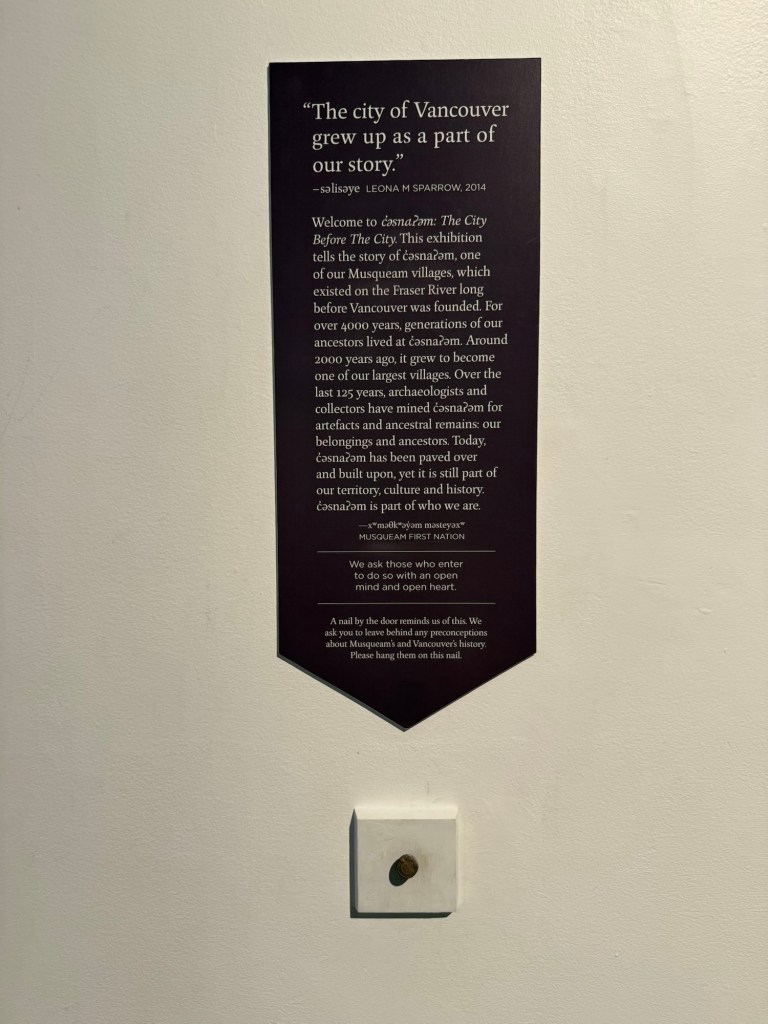 “The city of Vancouver
grew up as a part of
our story.”
–səlisəye LEONA M SPARROW, 2014
Welcome to c̓əsnaʔəm: The City
Before The City. This exhibition
tells the story of c̓əsnaʔəm, one
of our Musqueam villages, which
existed on the Fraser River long
before Vancouver was founded. For
over 4000 years, generations of our
ancestors lived at c̓əsnaʔəm. Around
2000 years ago, it grew to become
one of our largest villages. Over the
last 125 years, archaeologists and
collectors have mined c̓əsnaʔəm for
artefacts and ancestral remains: our
belongings and ancestors. Today,
c̓əsnaʔəm has been paved over
and built upon, yet it is still part of
our territory, culture and history.
c̓əsnaʔəm is part of who we are.
—xʷməθkʷəy̓əm məsteyəxʷ
MUSQUEAM FIRST NATION
We ask those who enter
to do so with an open
mind and open heart.
A nail by the door reminds us of this. We
ask you to leave behind any preconceptions
about Musqueam’s and Vancouver’s history.
Please hang them on this nail.